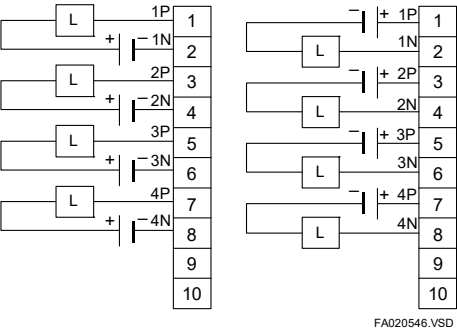 L 1P 1
+ − 1N 2
L 2P 3
+ − 2N 4
L 3P 5
+ − 3N 6
L 4P 7
+ − 4N 8
9
10
− + 1P 1
L 1N 2
− + 2P 3
L 2N 4
− + 3P 5
L 3N 6
− + 4P 7
L 4N 8
9
10
FA020546.VSD